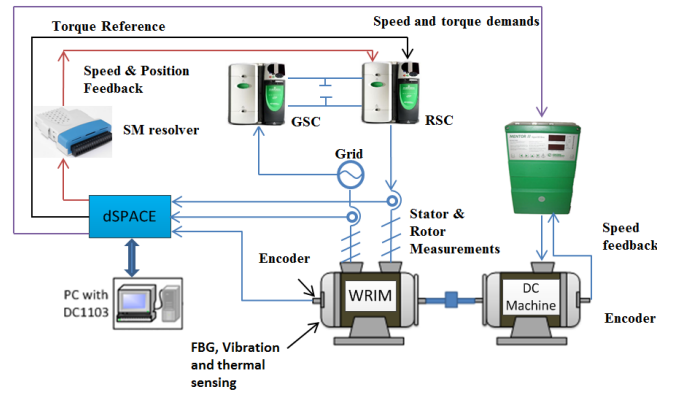 Torque Reference
Speed and torque demands
Speed & Position
Feedback
SM resolver
GSC
RSC
Grid
dSPACE
Stator &
Rotor
Measurements
Speed
feedback
Encoder
PC with
DC1103
WRIM
DC
Machine
Encoder
FBG, Vibration
and thermal
sensing